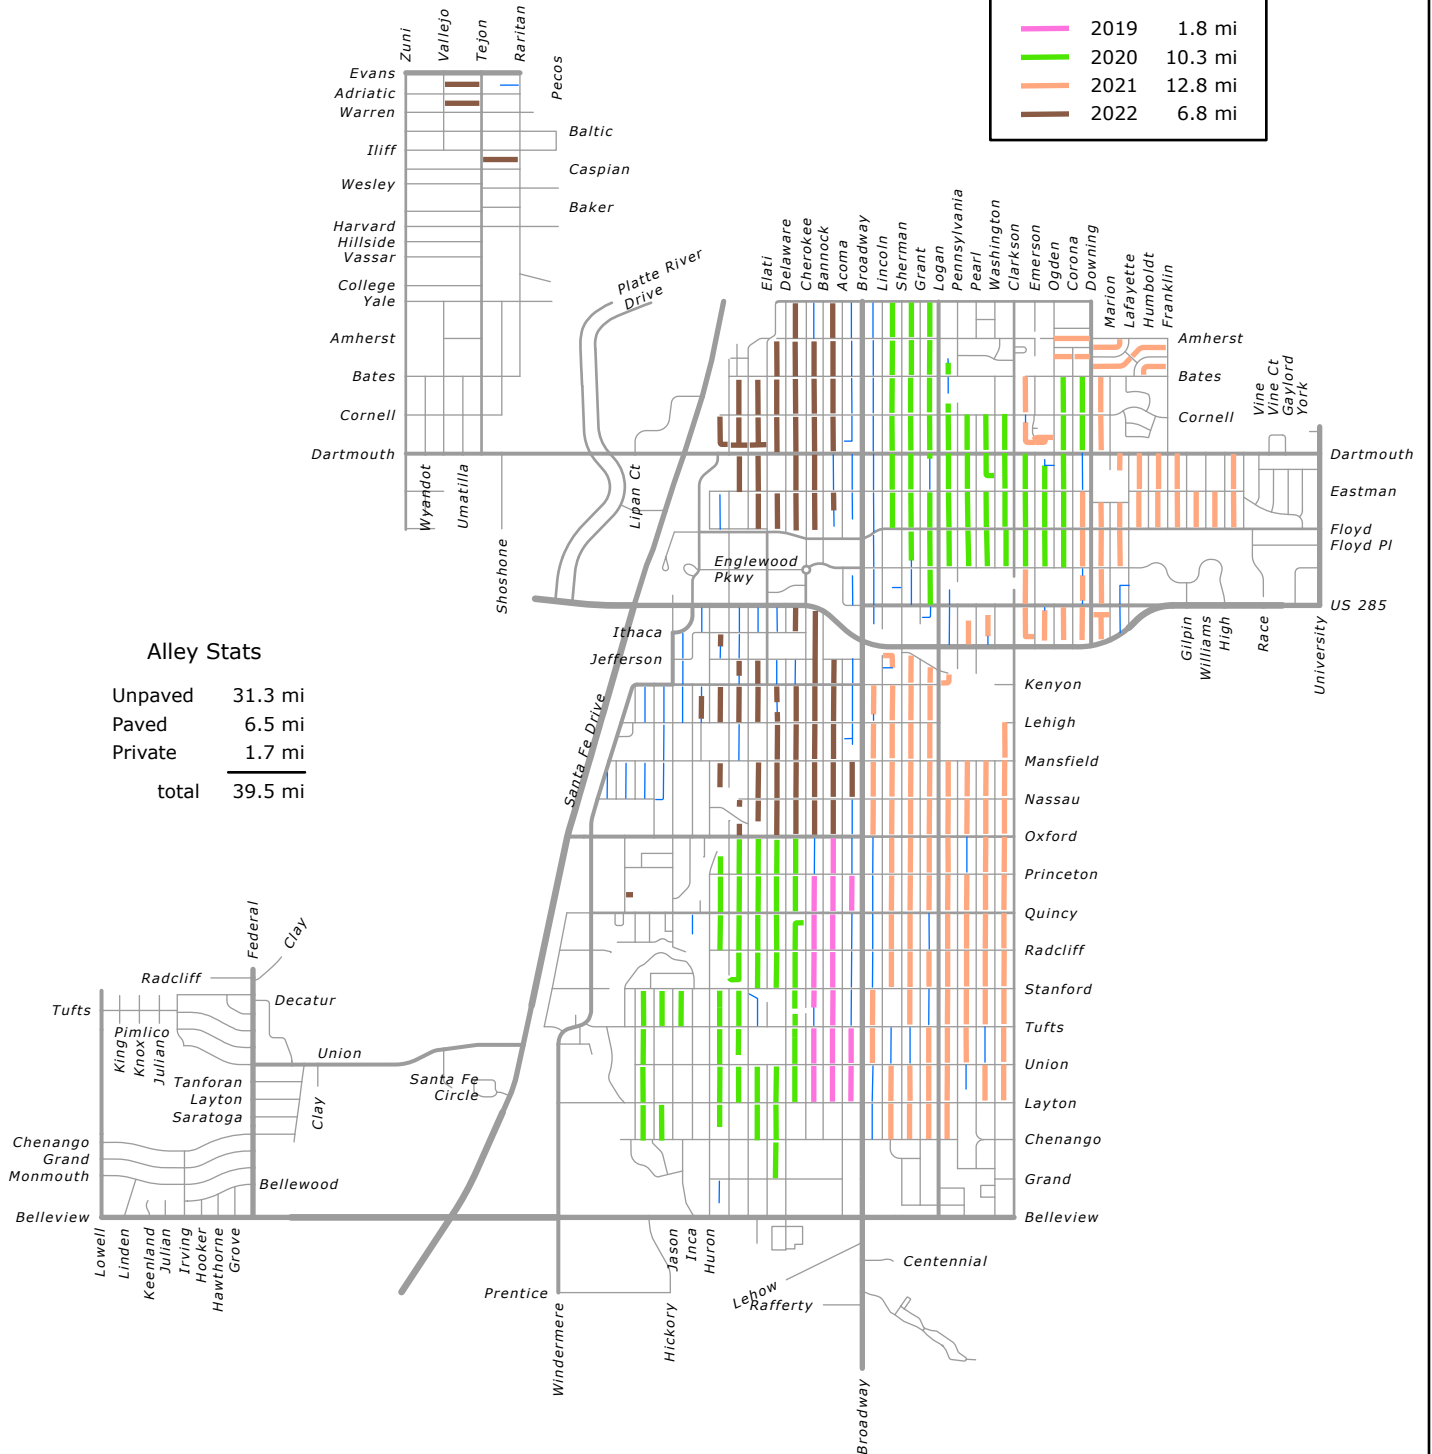 2019 1.8 mi
2020 10.3 mi
2021 12.8 mi
2022 6.8 mi
Zuni
Vallejo
Tejon
Raritan
Pecos
Evans
Adriatic
Warren
Baltic
Iliff
Caspian
Wesley
Baker
Harvard
Hillside
Vassar
College
Yale
Amherst
Bates
Cornell
Dartmouth
Wyandot
Umatilla
Shoshone
Platte River
Drive
Lipan Ct
Elati
Delaware
Cherokee
Bannock
Acoma
Broadway
Lincoln
Sherman
Grant
Logan
Pennsylvania
Pearl
Washington
Clarkson
Emerson
Ogden
Corona
Downing
Marion
Lafayette
Humboldt
Franklin
Amherst
Bates
Cornell
Vine
Vine Ct
Gaylord
York
Dartmouth
Eastman
Floyd
Floyd Pl
US 285
Englewood
Pkwy
Gilpin
Williams
High
Race
University
Ithaca
Jefferson
Santa Fe Drive
Kenyon
Lehigh
Mansfield
Nassau
Oxford
Princeton
Quincy
Radcliff
Stanford
Tufts
Union
Layton
Chenango
Grand
Belleview
Alley Stats
Unpaved 31.3 mi
Paved 6.5 mi
Private 1.7 mi
total 39.5 mi
Federal
Clay
Radcliff
Decatur
Tufts
Pimlico
King
Knox
Julian
Union
Tanforan
Layton
Saratoga
Clay
Santa Fe
Circle
Chenango
Grand
Monmouth
Bellewood
Belleview
Lowell
Linden
Keenland
Julian
Irving
Hooker
Hawthorne
Grove
Jason
Inca
Huron
Prentice
Windermere
Hickory
Lehow
Rafferty
Centennial
Broadway